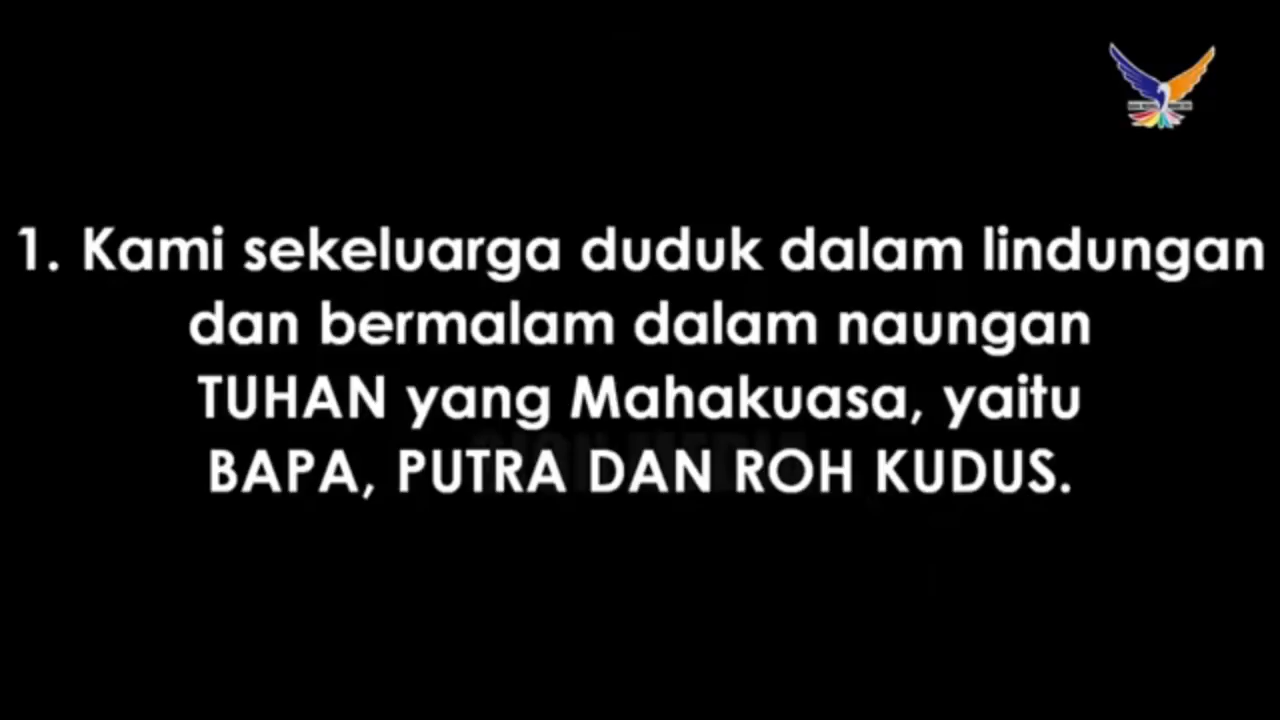 1. Kami sekeluarga duduk dalam lindungan
dan bermalam dalam naungan
TUHAN yang Mahakuasa, yaitu
BAPA, PUTRA DAN ROH KUDUS.